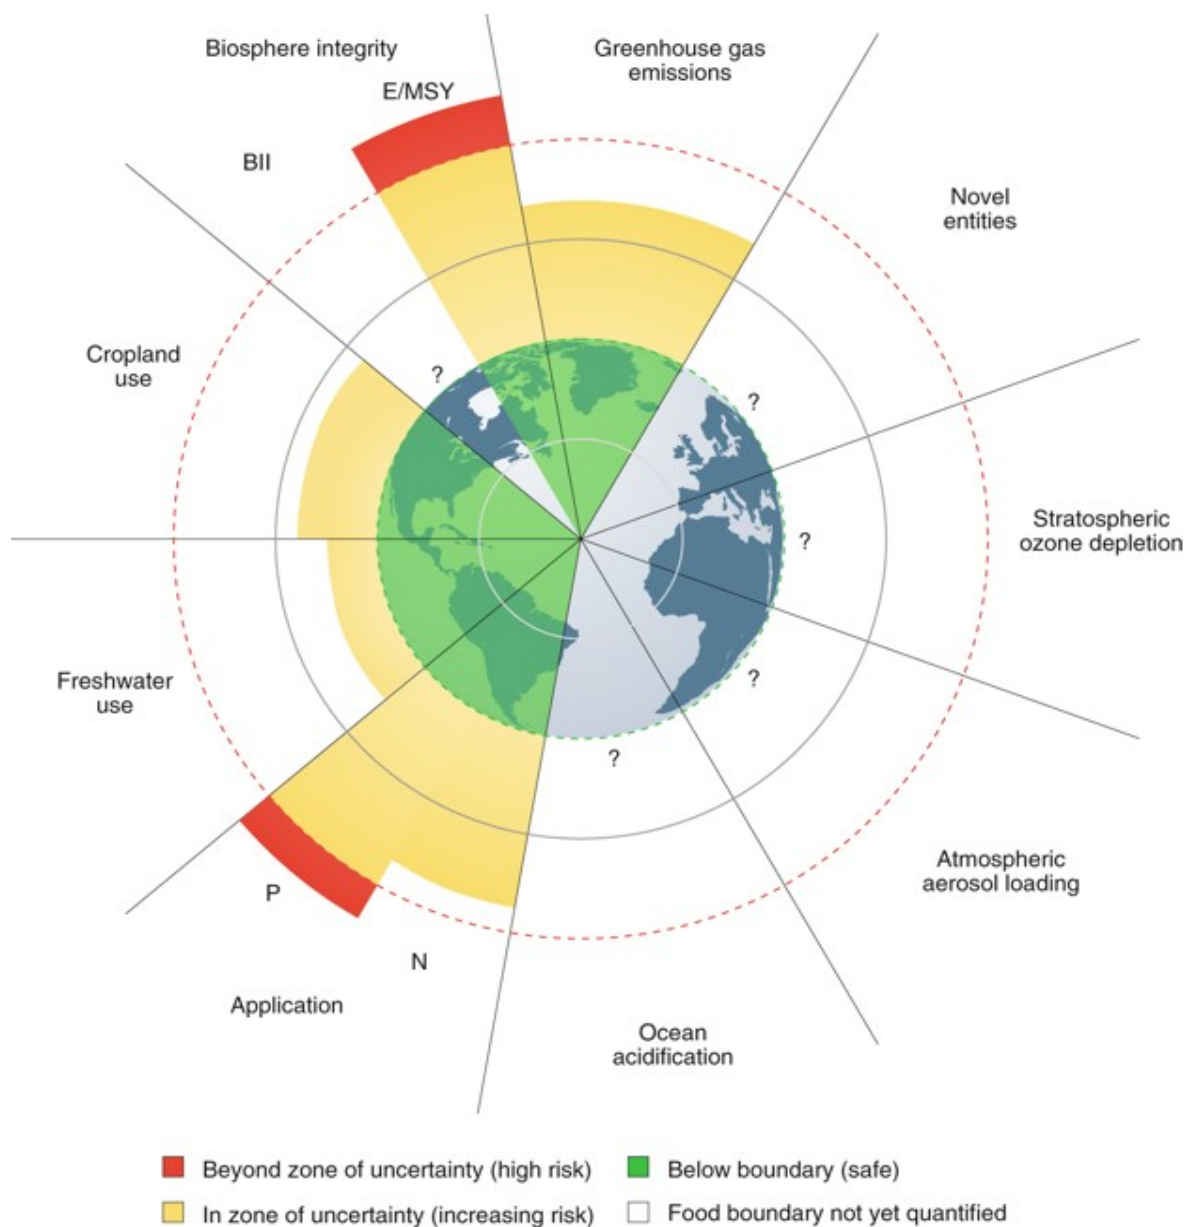 Biosphere integrity
E/MSY
BII
Greenhouse gas
emissions
Novel
entities
?
Cropland
use
?
Stratospheric
ozone depletion
?
Freshwater
use
?
?
Atmospheric
aerosol loading
P
N
Application
Ocean
acidification
Beyond zone of uncertainty (high risk)
Below boundary (safe)
In zone of uncertainty (increasing risk)
Food boundary not yet quantified